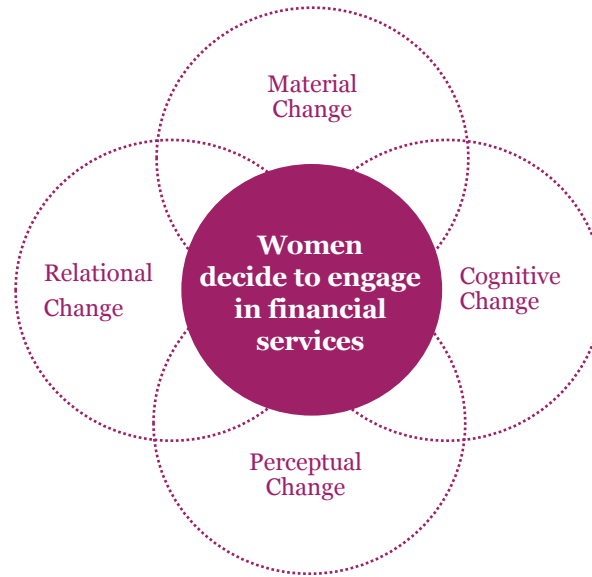 Material
Change
Relational
Change
Women
decide to engage
in financial
services
Cognitive
Change
Perceptual
Change